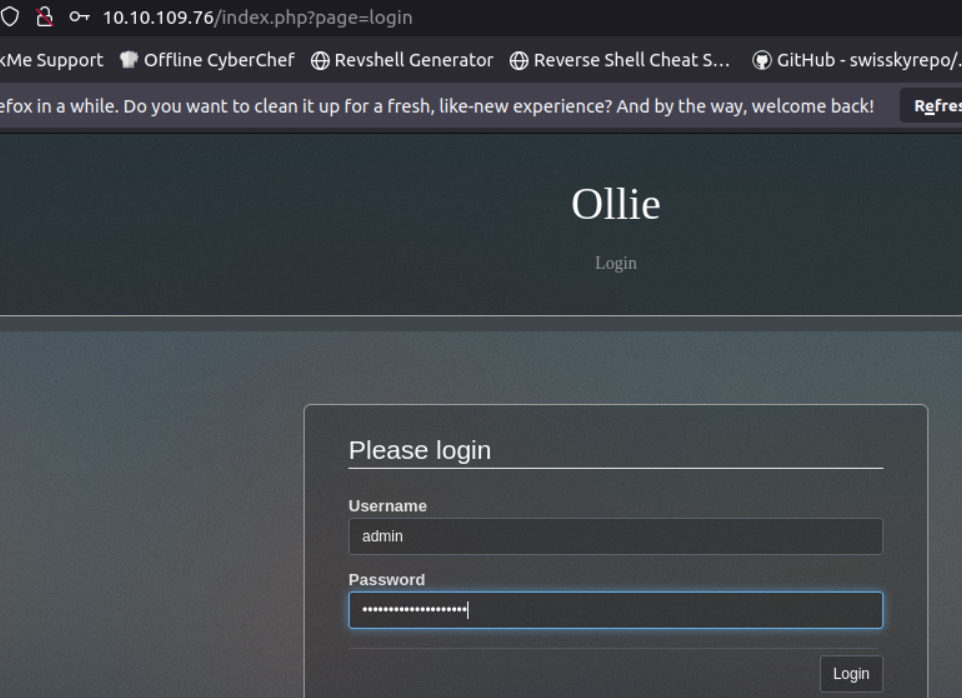 10.10.109.76/index.php?page=login
kMe Support Offline CyberChef Revshell Generator Reverse Shell Cheat S... GitHub - swisskyrepo/.
efox in a while. Do you want to clean it up for a fresh, like-new experience? And by the way, welcome back! Refres
Ollie
Login
Please login
Username
admin
Password
••••••••••••••••••••
Login